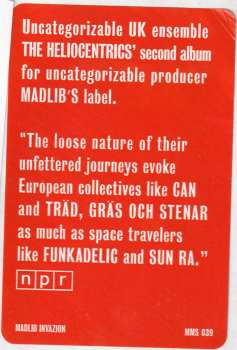 Uncategorizable UK ensemble
THE HELIOCENTRICS' second album
for uncategorizable producer
MADLIB'S label.
"The loose nature of their
unfettered journeys evoke
European collectives like CAN
and TRÄD, GRÄS OCH STENAR
as much as space travelers
like FUNKADELIC and SUN RA."
npr
MADLIB INVAZION MMS 039